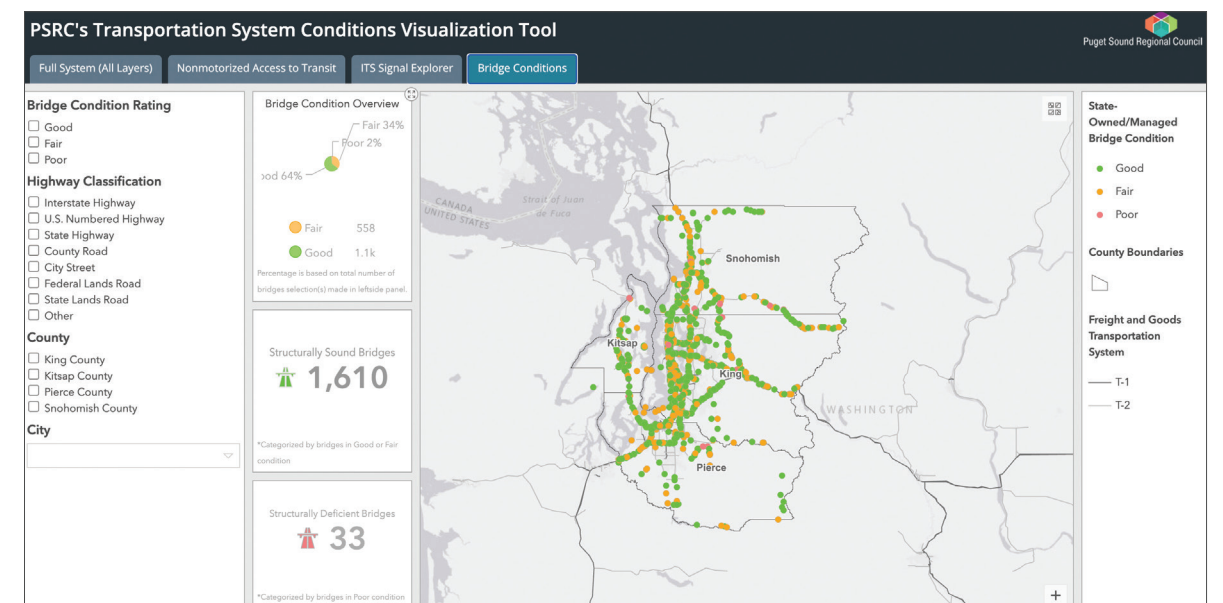 PSRC's Transportation System Conditions Visualization Tool
Puget Sound Regional Council
Full System (All Layers)
Nonmotorized Access to Transit
ITS Signal Explorer
Bridge Conditions
Bridge Condition Rating
Good
Fair
Poor
Highway Classification
Interstate Highway
U.S. Numbered Highway
State Highway
County Road
City Street
Federal Lands Road
State Lands Road
Other
County
King County
Kitsap County
Pierce County
Snohomish County
City
Bridge Condition Overview
Fair 34%
Poor 2%
ood 64%
Fair 558
Good 1.1k
Percentage is based on total number of
bridges selection(s) made in leftside panel.
Structurally Sound Bridges
1,610
*Categorized by bridges in Good or Fair
condition
Structurally Deficient Bridges
33
*Categorized by bridges in Poor condition
CANADA
UNITED STATES
Strait of Juan
de Fuca
Snohomish
Kitsap
King
WASHINGTON
Pierce
+
State-
Owned/Managed
Bridge Condition
Good
Fair
Poor
County Boundaries
Freight and Goods
Transportation
System
T-1
T-2